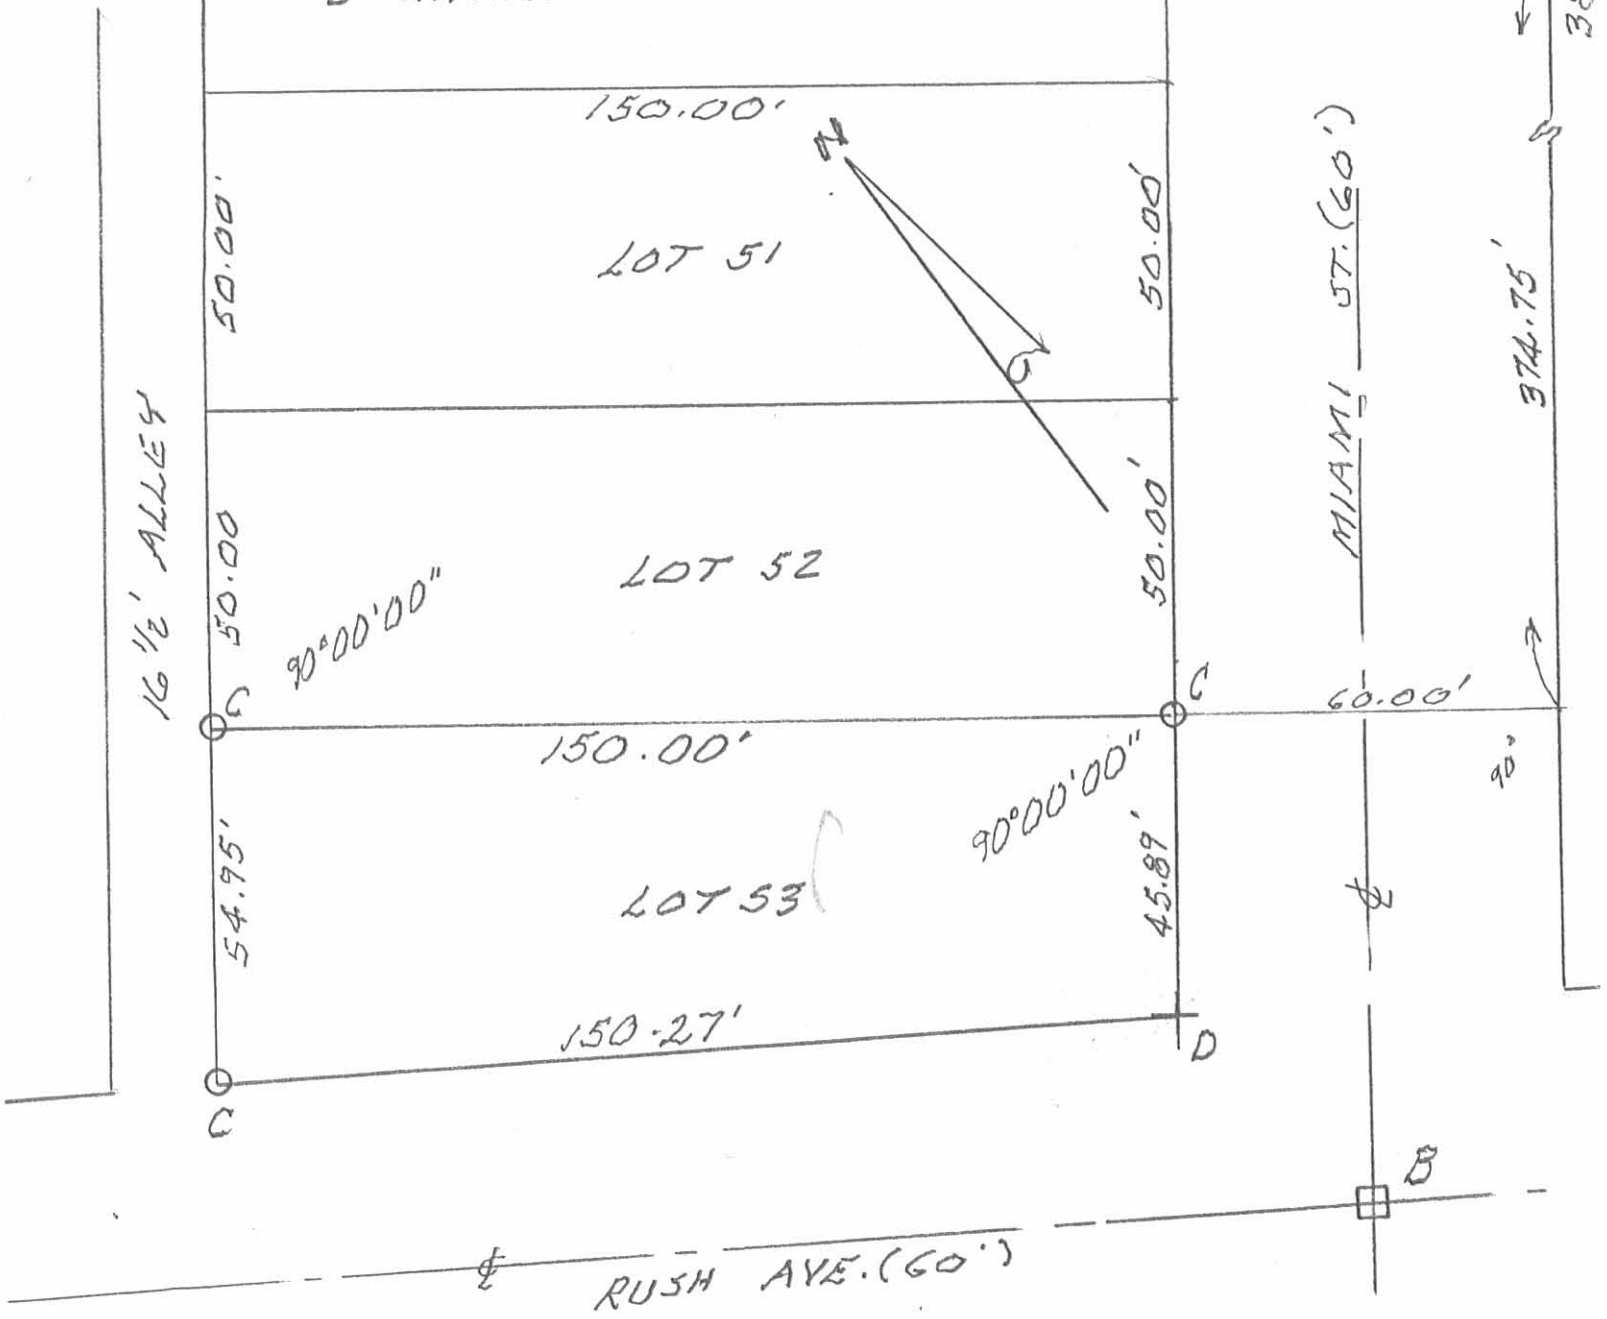 150.00'
N
50.00'
LOT 51
50.00'
MIAMI ST.(60')
374.75'
16 1/2' ALLEY
50.00
90°00'00"
LOT 52
50.00'
C
C
60.00'
150.00'
90°00'00"
90°
54.95'
LOT 53
45.89'
150.27'
D
C
B
RUSH AVE.(60')